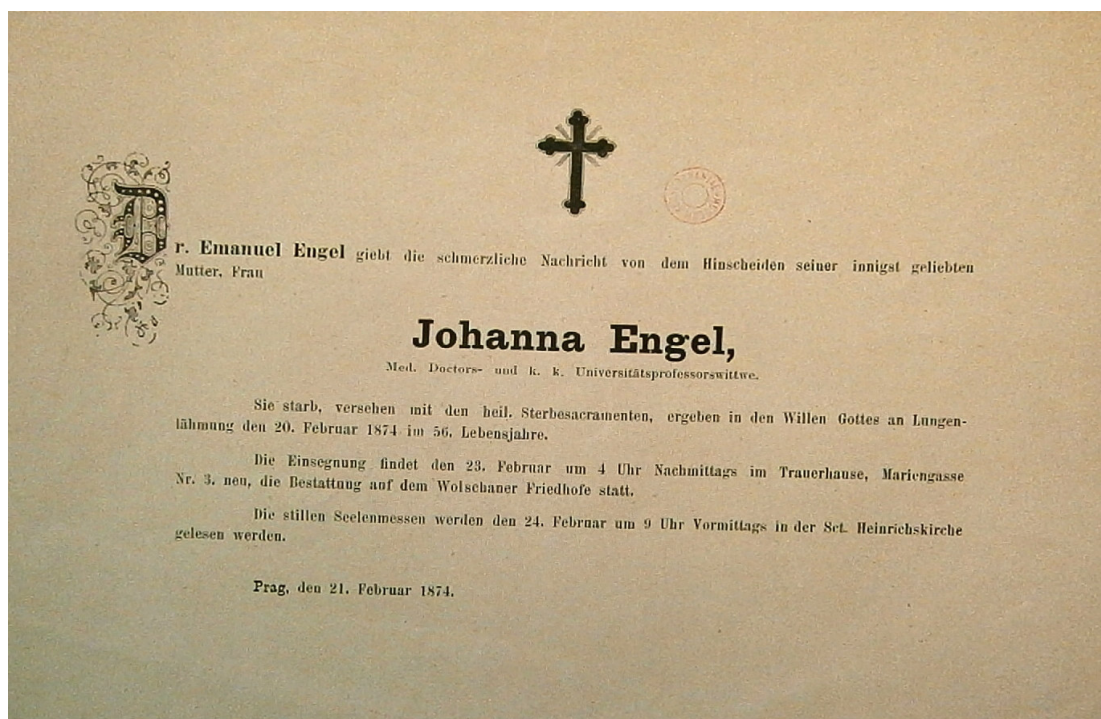 Dr. Emanuel Engel giebt die schmerzliche Nachricht von dem Hinscheiden seiner innigst geliebten
Mutter, Frau
Johanna Engel,
Med. Doctors- und k. k. Universitätsprofessorswittwe.
Sie starb, versehen mit den heil. Sterbesacramenten, ergeben in den Willen Gottes an Lungen-
lähmung den 20. Februar 1874 im 56. Lebensjahre.
Die Einsegnung findet den 23. Februar um 4 Uhr Nachmittags im Trauerhause, Mariengasse
Nr. 3. neu, die Bestattung auf dem Wolschaner Friedhofe statt.
Die stillen Seelenmessen werden den 24. Februar um 9 Uhr Vormittags in der Sct. Heinrichskirche
gelesen werden.
Prag, den 21. Februar 1874.